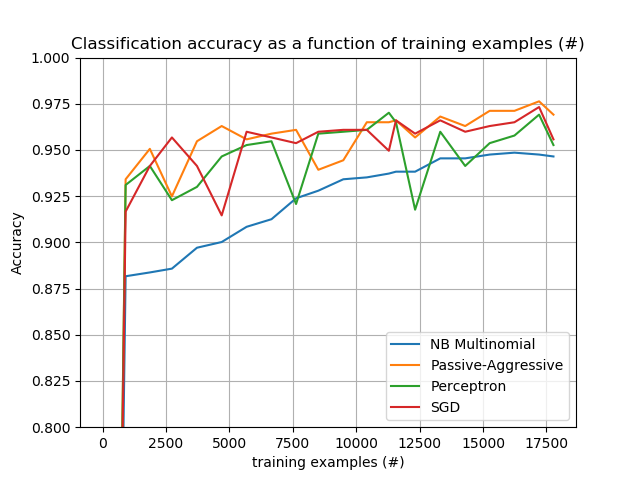 Classification accuracy as a function of training examples (#)
1.000
0.975
0.950
0.925
0.900
0.875
0.850
0.825
0.800
Accuracy
NB Multinomial
Passive-Aggressive
Perceptron
SGD
0 2500 5000 7500 10000 12500 15000 17500
training examples (#)